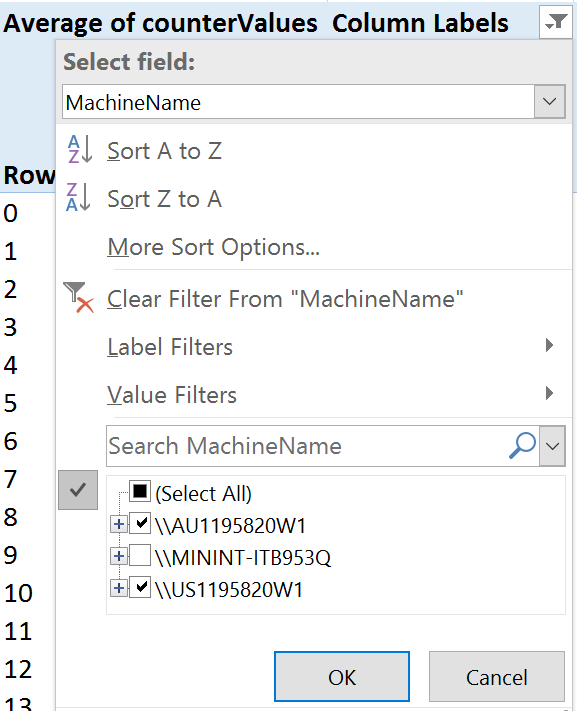 Average of counterValues Column Labels
Select field:
MachineName
A
Z
Sort A to Z
Z
A
Sort Z to A
More Sort Options...
Clear Filter From "MachineName"
Label Filters
Value Filters
Search MachineName
(Select All)
\\AU1195820W1
\\MININT-ITB953Q
\\US1195820W1
OK
Cancel
Row
0
1
2
3
4
5
6
7
8
9
10
11
12
13